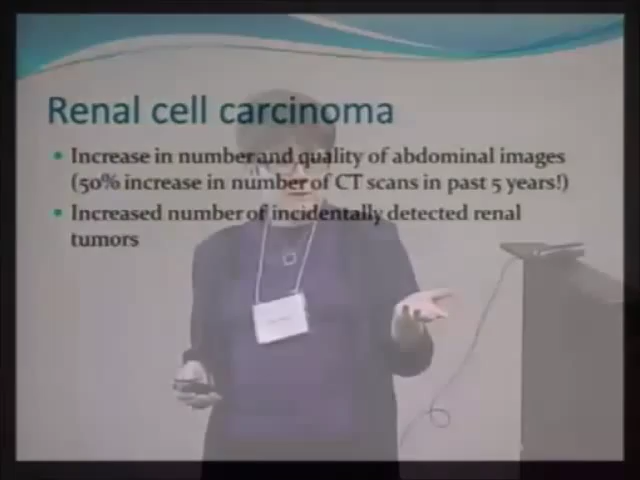 Renal cell carcinoma
• Increase in number and quality of abdominal images
(50% increase in number of CT scans in past 5 years!)
• Increased number of incidentally detected renal
tumors